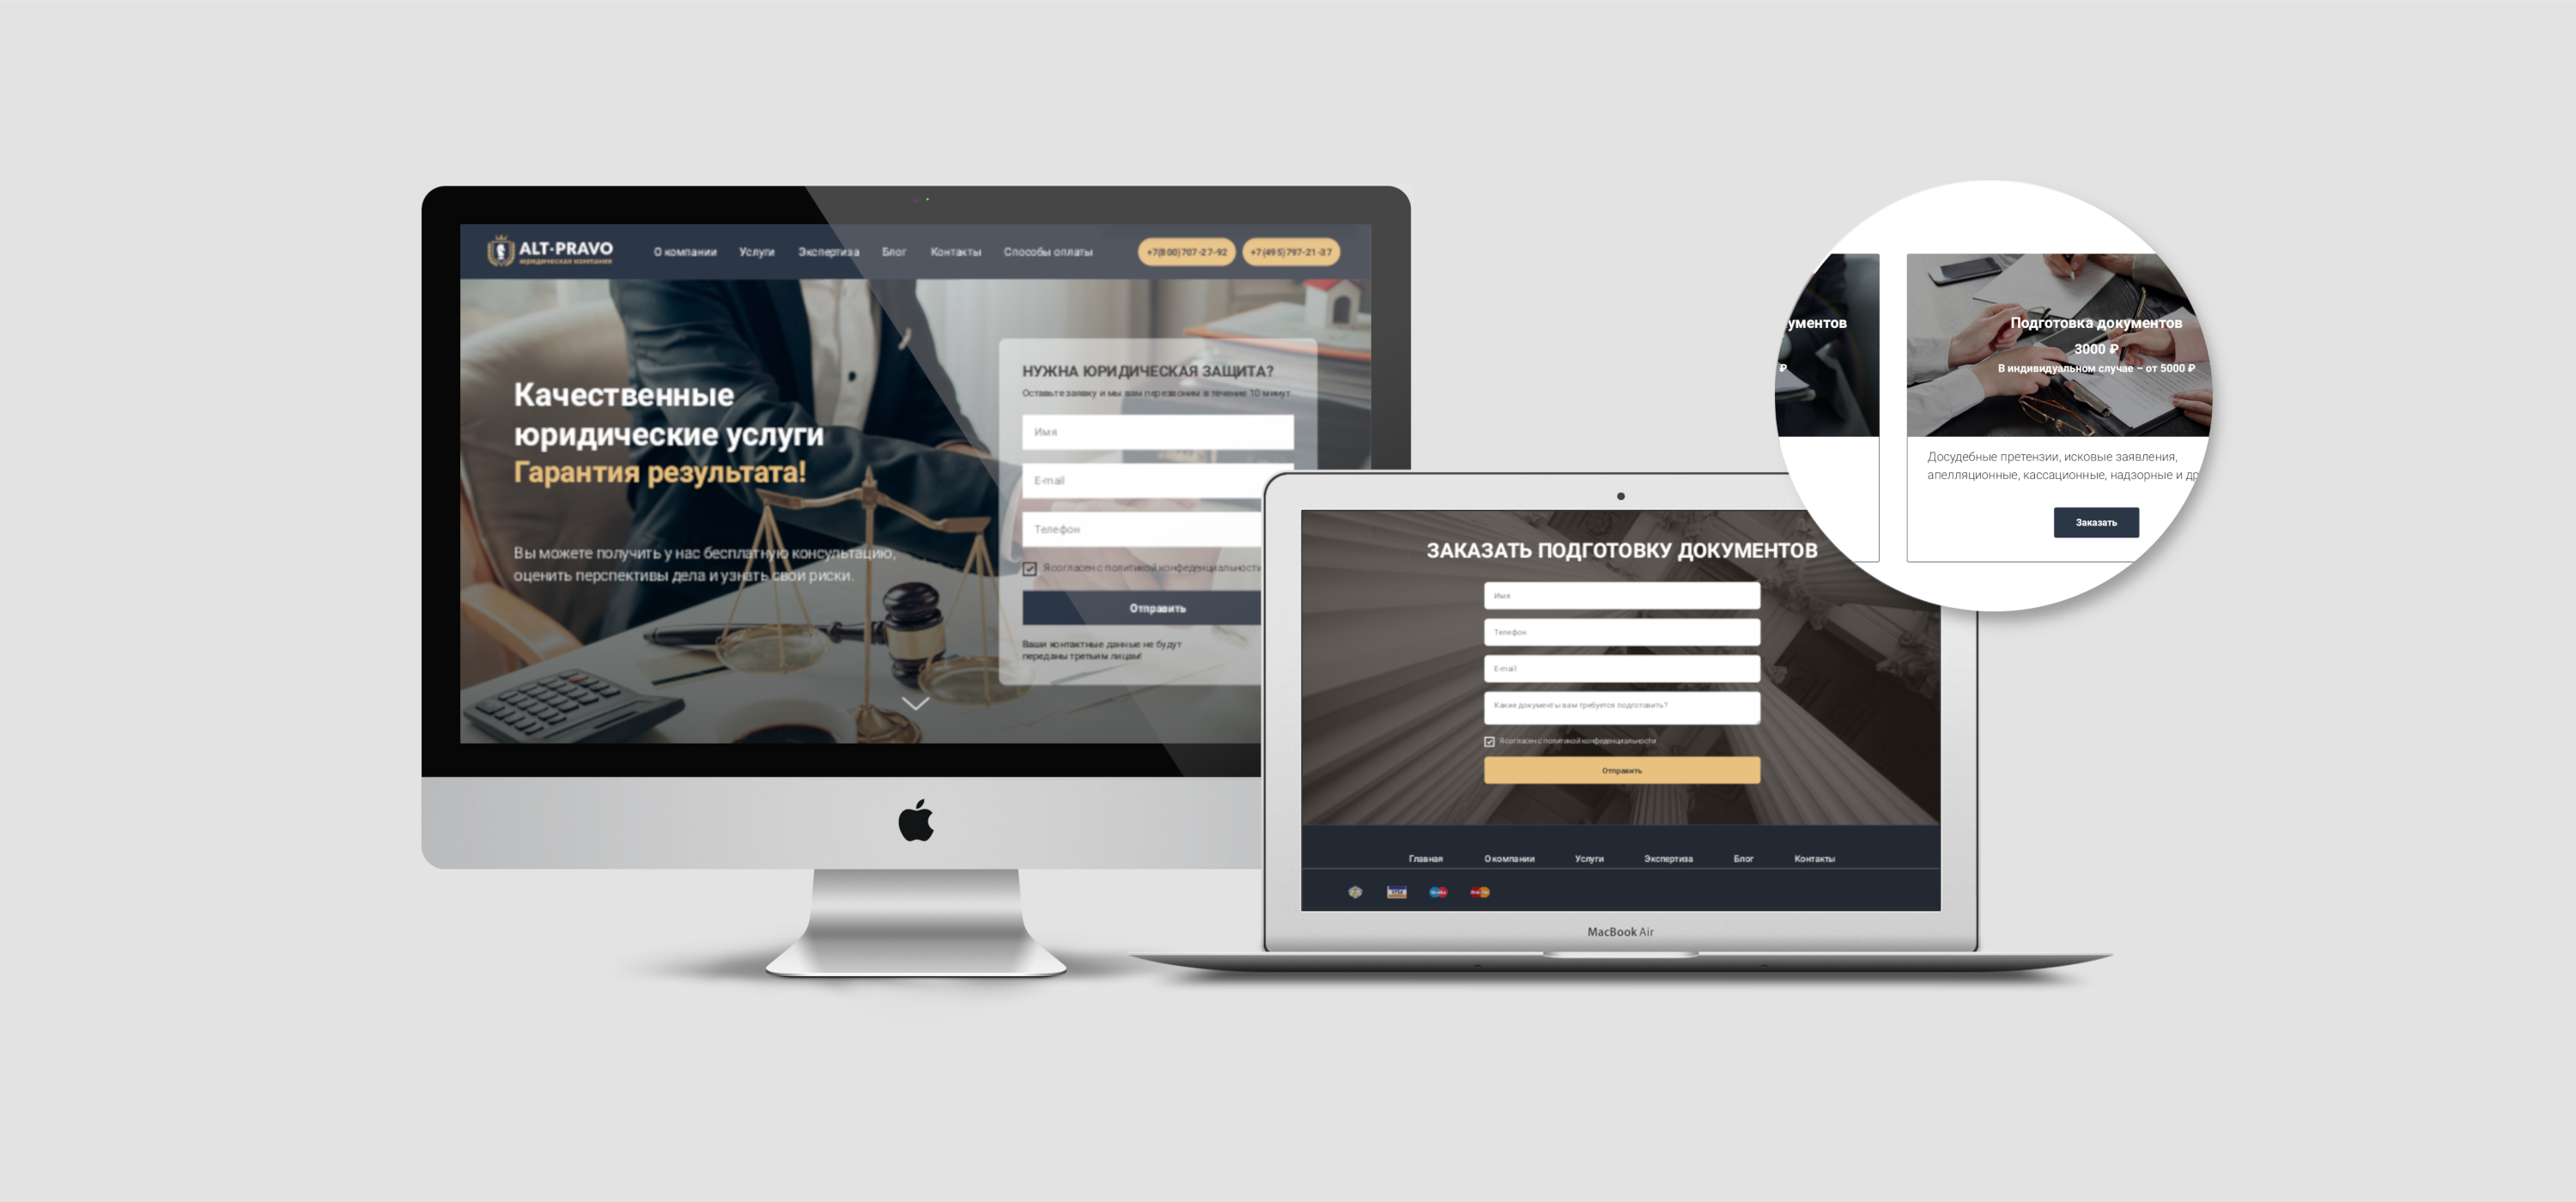 ALT-PRAVO
юридическая компания
О компании Услуги Экспертиза Блог Контакты Способы оплаты
+7(800)707-27-92 +7(495)797-21-37
Качественные
юридические услуги
Гарантия результата!
Вы можете получить у нас бесплатную консультацию,
оценить перспективы дела и узнать свои риски.
НУЖНА ЮРИДИЧЕСКАЯ ЗАЩИТА?
Оставьте заявку и мы вам перезвоним в течение 10 минут
Имя
E-mail
Телефон
Я согласен с политикой конфеденциальности
Отправить
Ваши контактные данные не будут
переданы третьим лицам!
ЗАКАЗАТЬ ПОДГОТОВКУ ДОКУМЕНТОВ
Имя
Телефон
E-mail
Какие документы вам требуется подготовить?
Я согласен с политикой конфеденциальности
Отправить
Главная О компании Услуги Экспертиза Блог Контакты
VISA
MacBook Air
ументов
₽
Подготовка документов
3000 ₽
В индивидуальном случае – от 5000 ₽
Досудебные претензии, исковые заявления,
апелляционные, кассационные, надзорные и др
Заказать